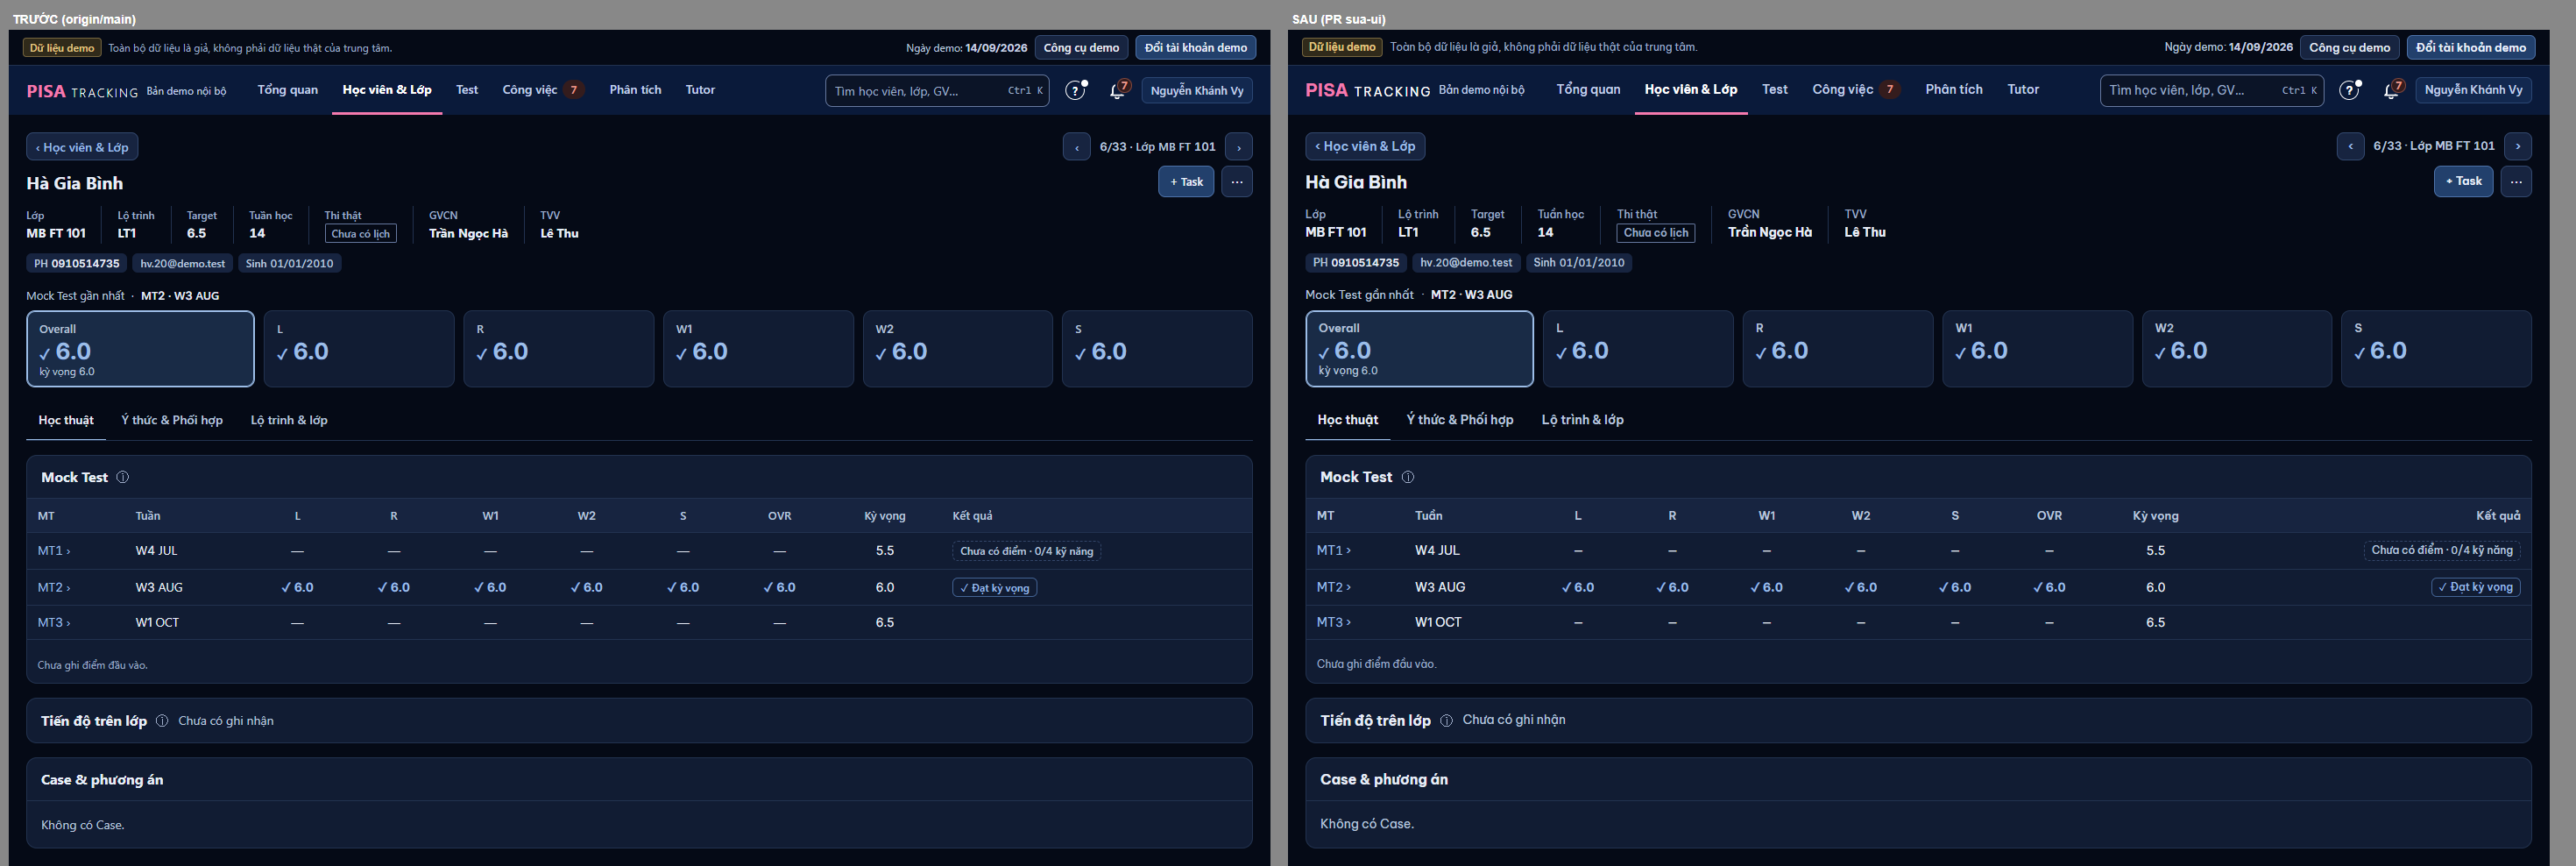 TRƯỚC (origin/main)
Dữ liệu demo Toàn bộ dữ liệu là giả, không phải dữ liệu thật của trung tâm. Ngày demo: 14/09/2026 Công cụ demo Đổi tài khoản demo
PISA TRACKING Bản demo nội bộ Tổng quan Học viên & Lớp Test Công việc 7 Phân tích Tutor Tìm học viên, lớp, GV... Ctrl K ? 7 Nguyễn Khánh Vy
‹ Học viên & Lớp ‹ 6/33 · Lớp MB FT 101 ›
Hà Gia Bình + Task ...
Lớp Lộ trình Target Tuần học Thi thật GVCN TVV
MB FT 101 LT1 6.5 14 Chưa có lịch Trần Ngọc Hà Lê Thu
PH 0910514735 hv.20@demo.test Sinh 01/01/2010
Mock Test gần nhất · MT2 · W3 AUG
Overall L R W1 W2 S
✓ 6.0 ✓ 6.0 ✓ 6.0 ✓ 6.0 ✓ 6.0 ✓ 6.0
kỳ vọng 6.0
Học thuật Ý thức & Phối hợp Lộ trình & lớp
Mock Test ⓘ
MT Tuần L R W1 W2 S OVR Kỳ vọng Kết quả
MT1 › W4 JUL — — — — — — 5.5 Chưa có điểm · 0/4 kỹ năng
MT2 › W3 AUG ✓ 6.0 ✓ 6.0 ✓ 6.0 ✓ 6.0 ✓ 6.0 ✓ 6.0 6.0 ✓ Đạt kỳ vọng
MT3 › W1 OCT — — — — — — 6.5
Chưa ghi điểm đầu vào.
Tiến độ trên lớp ⓘ Chưa có ghi nhận
Case & phương án
Không có Case.
SAU (PR sua-ui)
Dữ liệu demo Toàn bộ dữ liệu là giả, không phải dữ liệu thật của trung tâm. Ngày demo: 14/09/2026 Công cụ demo Đổi tài khoản demo
PISA TRACKING Bản demo nội bộ Tổng quan Học viên & Lớp Test Công việc 7 Phân tích Tutor Tìm học viên, lớp, GV... Ctrl K ? 7 Nguyễn Khánh Vy
‹ Học viên & Lớp ‹ 6/33 · Lớp MB FT 101 ›
Hà Gia Bình + Task ...
Lớp Lộ trình Target Tuần học Thi thật GVCN TVV
MB FT 101 LT1 6.5 14 Chưa có lịch Trần Ngọc Hà Lê Thu
PH 0910514735 hv.20@demo.test Sinh 01/01/2010
Mock Test gần nhất · MT2 · W3 AUG
Overall L R W1 W2 S
✓ 6.0 ✓ 6.0 ✓ 6.0 ✓ 6.0 ✓ 6.0 ✓ 6.0
kỳ vọng 6.0
Học thuật Ý thức & Phối hợp Lộ trình & lớp
Mock Test ⓘ
MT Tuần L R W1 W2 S OVR Kỳ vọng Kết quả
MT1 › W4 JUL — — — — — — 5.5 Chưa có điểm · 0/4 kỹ năng
MT2 › W3 AUG ✓ 6.0 ✓ 6.0 ✓ 6.0 ✓ 6.0 ✓ 6.0 ✓ 6.0 6.0 ✓ Đạt kỳ vọng
MT3 › W1 OCT — — — — — — 6.5
Chưa ghi điểm đầu vào.
Tiến độ trên lớp ⓘ Chưa có ghi nhận
Case & phương án
Không có Case.